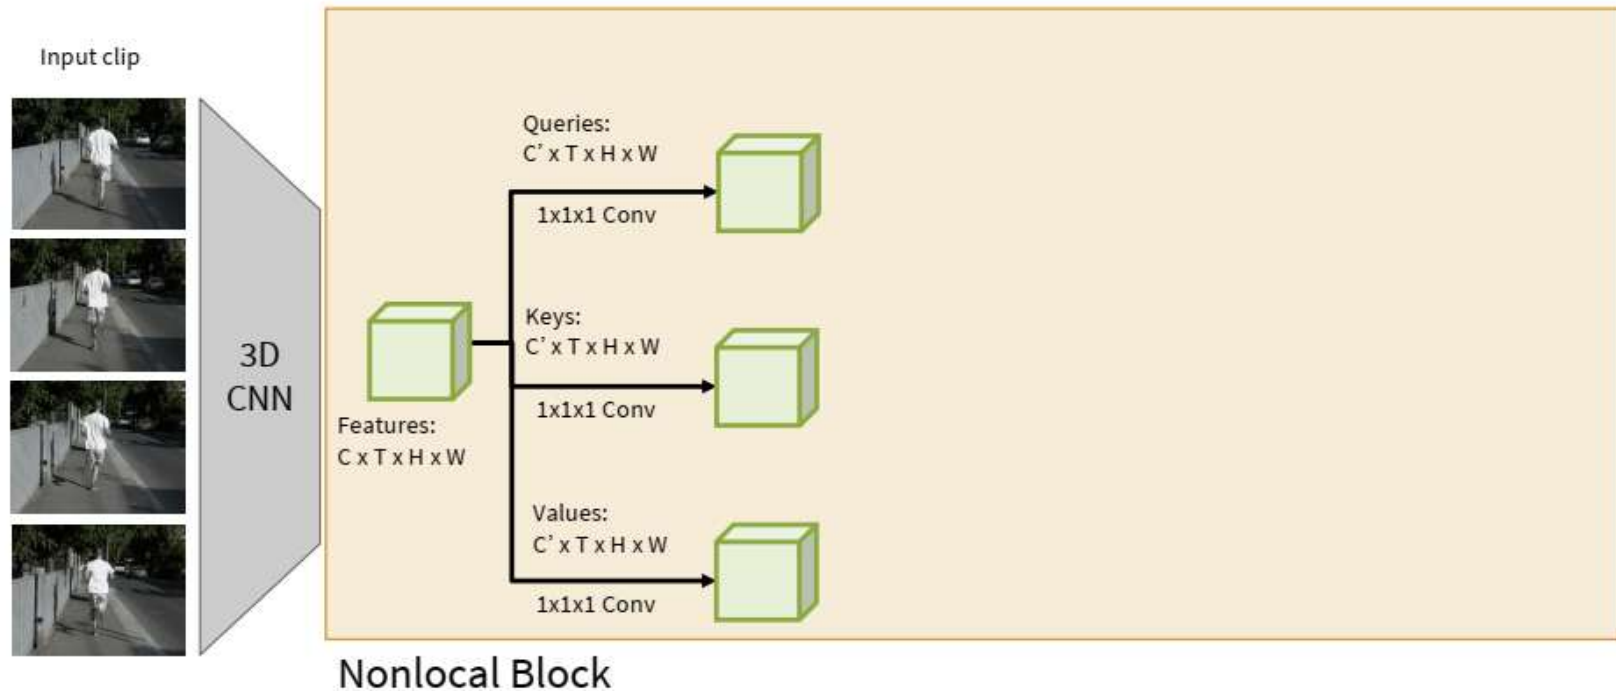 Input clip
3D
CNN
Features:
C x T x H x W
Queries:
C’ x T x H x W
1x1x1 Conv
Keys:
C’ x T x H x W
1x1x1 Conv
Values:
C’ x T x H x W
1x1x1 Conv
Nonlocal Block